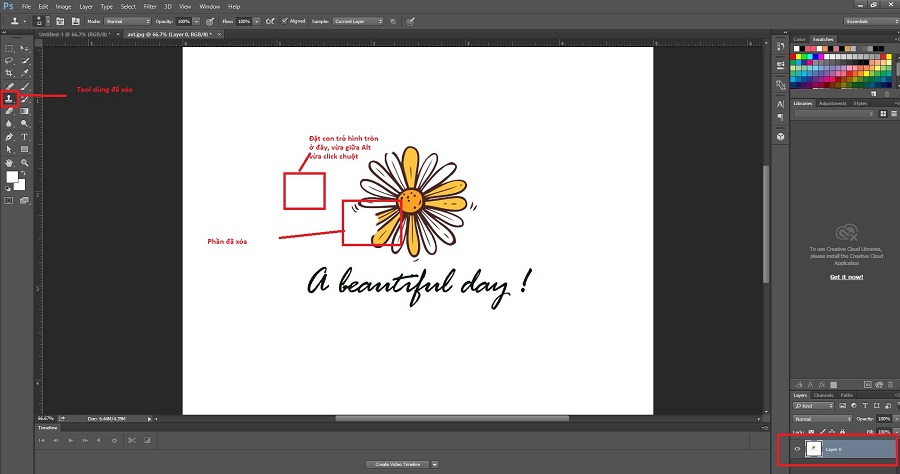 Ps File Edit Image Layer Type Select Filter 3D View Window Help
Mode: Normal Opacity: 100% Flow: 100% Aligned Sample: Current Layer Essentials
Untitled-1 @ 66.7% (RGB/8) * × avt.jpg @ 66.7% (Layer 0, RGB/8) * ×
Color Swatches
Tool dùng để xóa
Libraries Adjustments Styles
Đặt con trỏ hình tròn
ở đây, vừa giữa Alt
vừa click chuột
Phần đã xóa
To use Creative Cloud Libraries,
please install the Creative Cloud
Application
Get it now!
A beautiful day !
Layers Channels Paths
Kind
Normal Opacity: 100%
Lock: Fill: 100%
66.67% Doc: 6.44M/4.39M
Timeline
Layer 0
Create Video Timeline